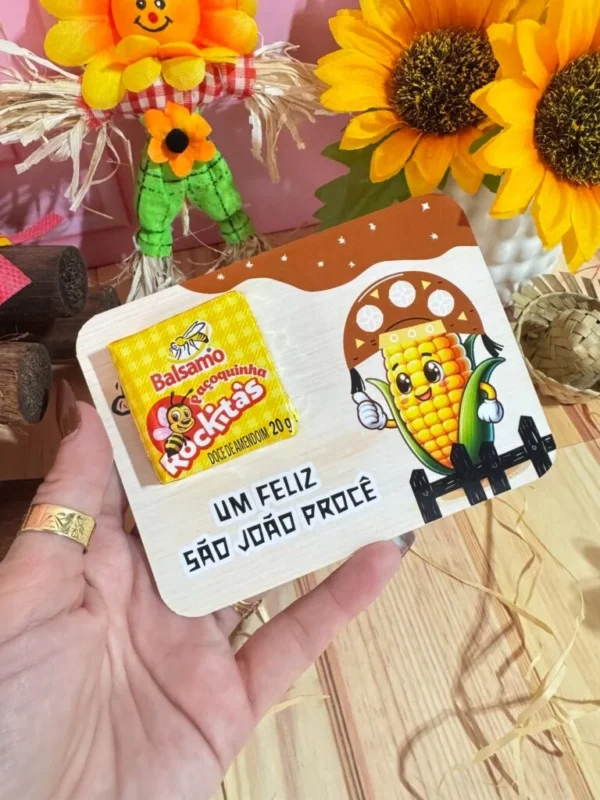 Balsamo
Paçoquinha
Rockitas
DOCE DE AMENDOIM 20 g
UM FELIZ
SÃO JOÃO PROCÊ